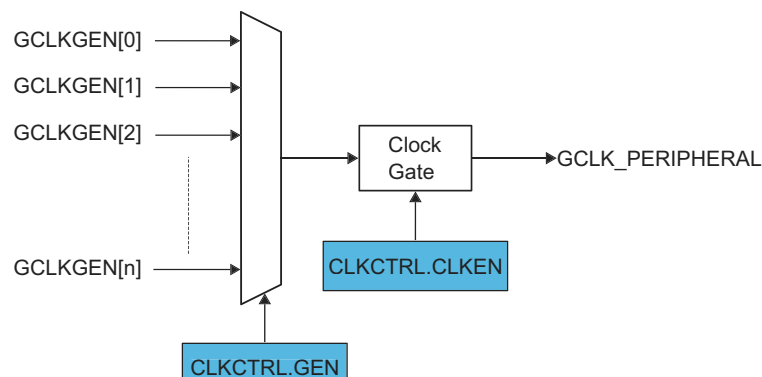 GCLKGEN[0]
GCLKGEN[1]
GCLKGEN[2]
Clock
Gate
GCLK_PERIPHERAL
GCLKGEN[n]
CLKCTRL.CLKEN
CLKCTRL.GEN